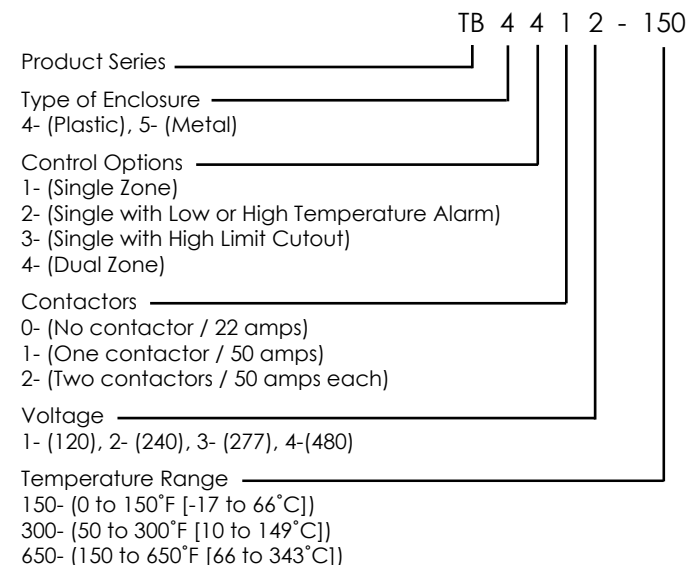 TB 4 4 1 2 - 150
Product Series
Type of Enclosure
4- (Plastic), 5- (Metal)
Control Options
1- (Single Zone)
2- (Single with Low or High Temperature Alarm)
3- (Single with High Limit Cutout)
4- (Dual Zone)
Contactors
0- (No contactor / 22 amps)
1- (One contactor / 50 amps)
2- (Two contactors / 50 amps each)
Voltage
1- (120), 2- (240), 3- (277), 4-(480)
Temperature Range
150- (0 to 150˚F [-17 to 66˚C])
300- (50 to 300˚F [10 to 149˚C])
650- (150 to 650˚F [66 to 343˚C])